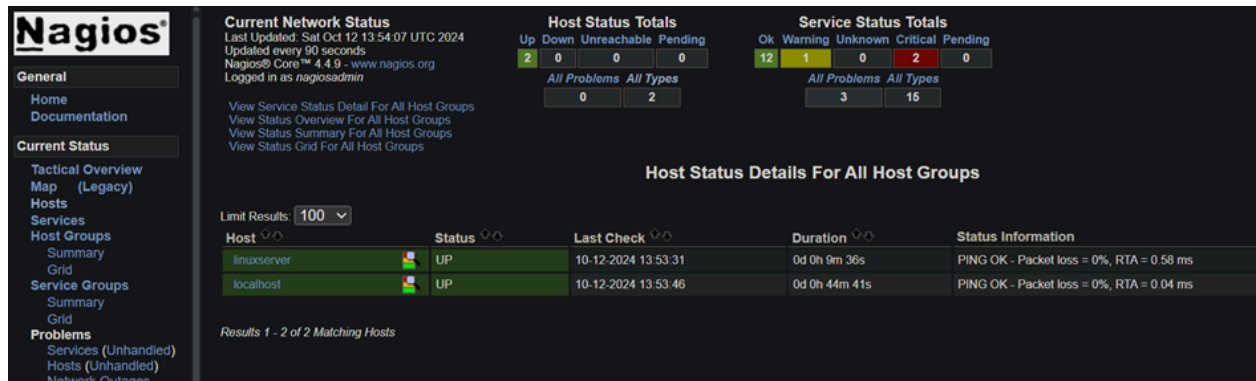 Nagios®
General
Home
Documentation
Current Status
Tactical Overview
Map (Legacy)
Hosts
Services
Host Groups
Summary
Grid
Service Groups
Summary
Grid
Problems
Services (Unhandled)
Hosts (Unhandled)
Network Outages
Current Network Status
Last Updated: Sat Oct 12 13:54:07 UTC 2024
Updated every 90 seconds
Nagios® Core™ 4.4.9 - www.nagios.org
Logged in as nagiosadmin
View Service Status Detail For All Host Groups
View Status Overview For All Host Groups
View Status Summary For All Host Groups
View Status Grid For All Host Groups
Host Status Totals
Up Down Unreachable Pending
2 0 0 0
All Problems All Types
0 2
Service Status Totals
Ok Warning Unknown Critical Pending
12 1 0 2 0
All Problems All Types
3 15
Host Status Details For All Host Groups
Limit Results: 100
Host Status Last Check Duration Status Information
linuxserver UP 10-12-2024 13:53:31 0d 0h 9m 36s PING OK - Packet loss = 0%, RTA = 0.58 ms
localhost UP 10-12-2024 13:53:46 0d 0h 44m 41s PING OK - Packet loss = 0%, RTA = 0.04 ms
Results 1 - 2 of 2 Matching Hosts